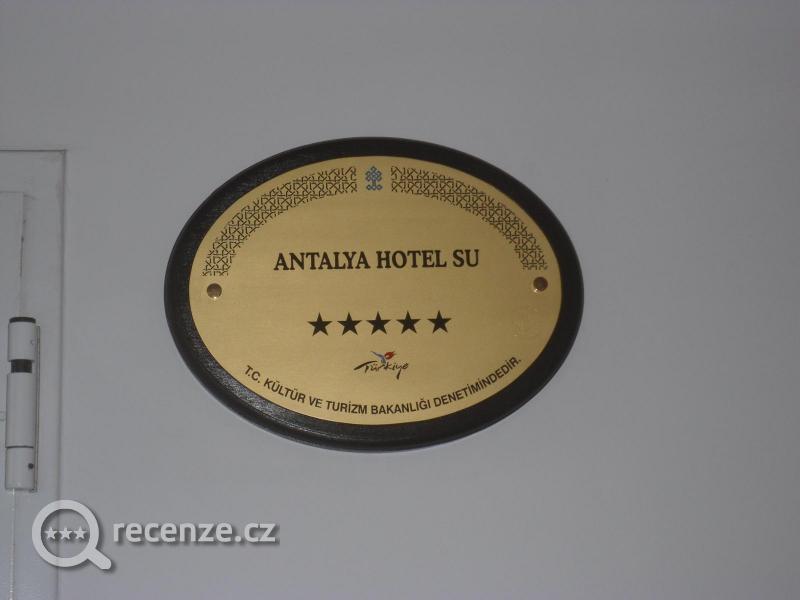 ANTALYA HOTEL SU
★★★★★
Türkiye
T.C. KÜLTÜR VE TURİZM BAKANLIĞI DENETİMİNDEDİR.
recenze.cz